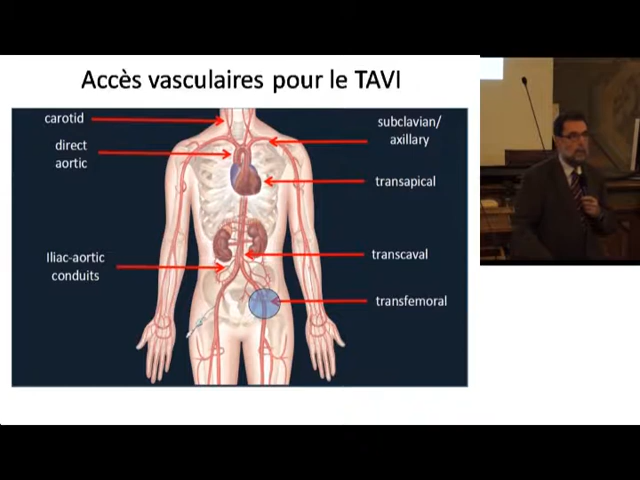 Accès vasculaires pour le TAVI
carotid
direct
aortic
Iliac-aortic
conduits
subclavian/
axillary
transapical
transcaval
transfemoral